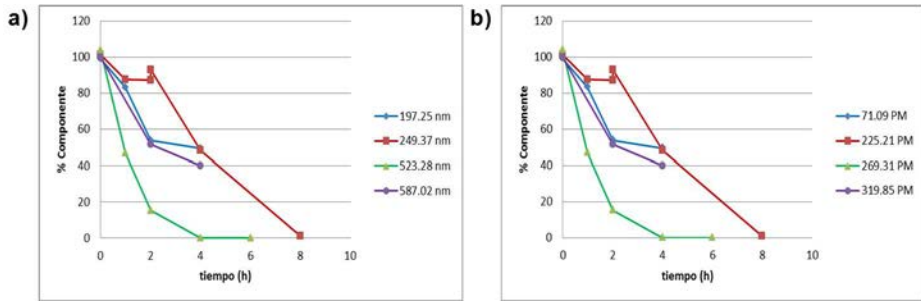 a)
% Componente
120
100
80
60
40
20
0
0 2 4 6 8 10
tiempo (h)
197.25 nm
249.37 nm
523.28 nm
587.02 nm
b)
% Componente
120
100
80
60
40
20
0
0 2 4 6 8 10
tiempo (h)
71.09 PM
225.21 PM
269.31 PM
319.85 PM